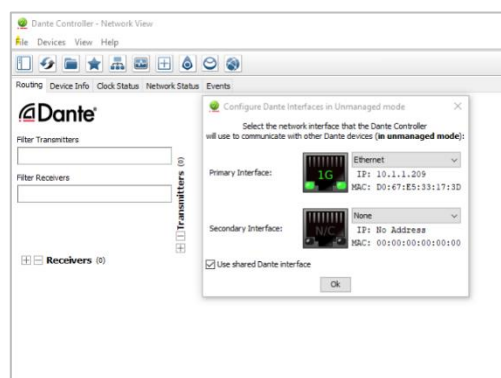 Dante Controller - Network View
File Devices View Help
Routing Device Info Clock Status Network Status Events
Dante
Filter Transmitters
Filter Receivers
Transmitters (0)
Receivers (0)
Configure Dante Interfaces in Unmanaged mode
Select the network interface that the Dante Controller
will use to communicate with other Dante devices (in unmanaged mode):
Primary Interface:
1G
Ethernet
IP: 10.1.1.209
MAC: D0:67:E5:33:17:3D
Secondary Interface:
N/C
None
IP: No Address
MAC: 00:00:00:00:00:00
Use shared Dante interface
Ok